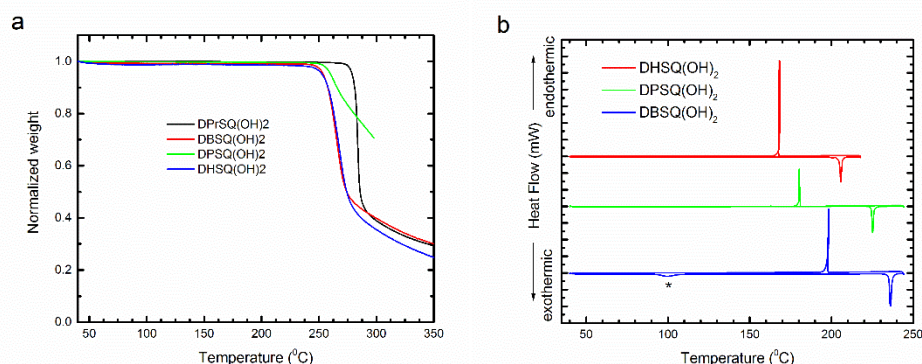 a
Normalized weight
1.0
0.8
0.6
0.4
0.2
0.0
DPrSQ(OH)2
DBSQ(OH)2
DPSQ(OH)2
DHSQ(OH)2
50 100 150 200 250 300 350
Temperature (⁰C)
b
exothermic Heat Flow (mW) endothermic
DHSQ(OH)₂
DPSQ(OH)₂
DBSQ(OH)₂
*
50 100 150 200 250
Temperature (⁰C)